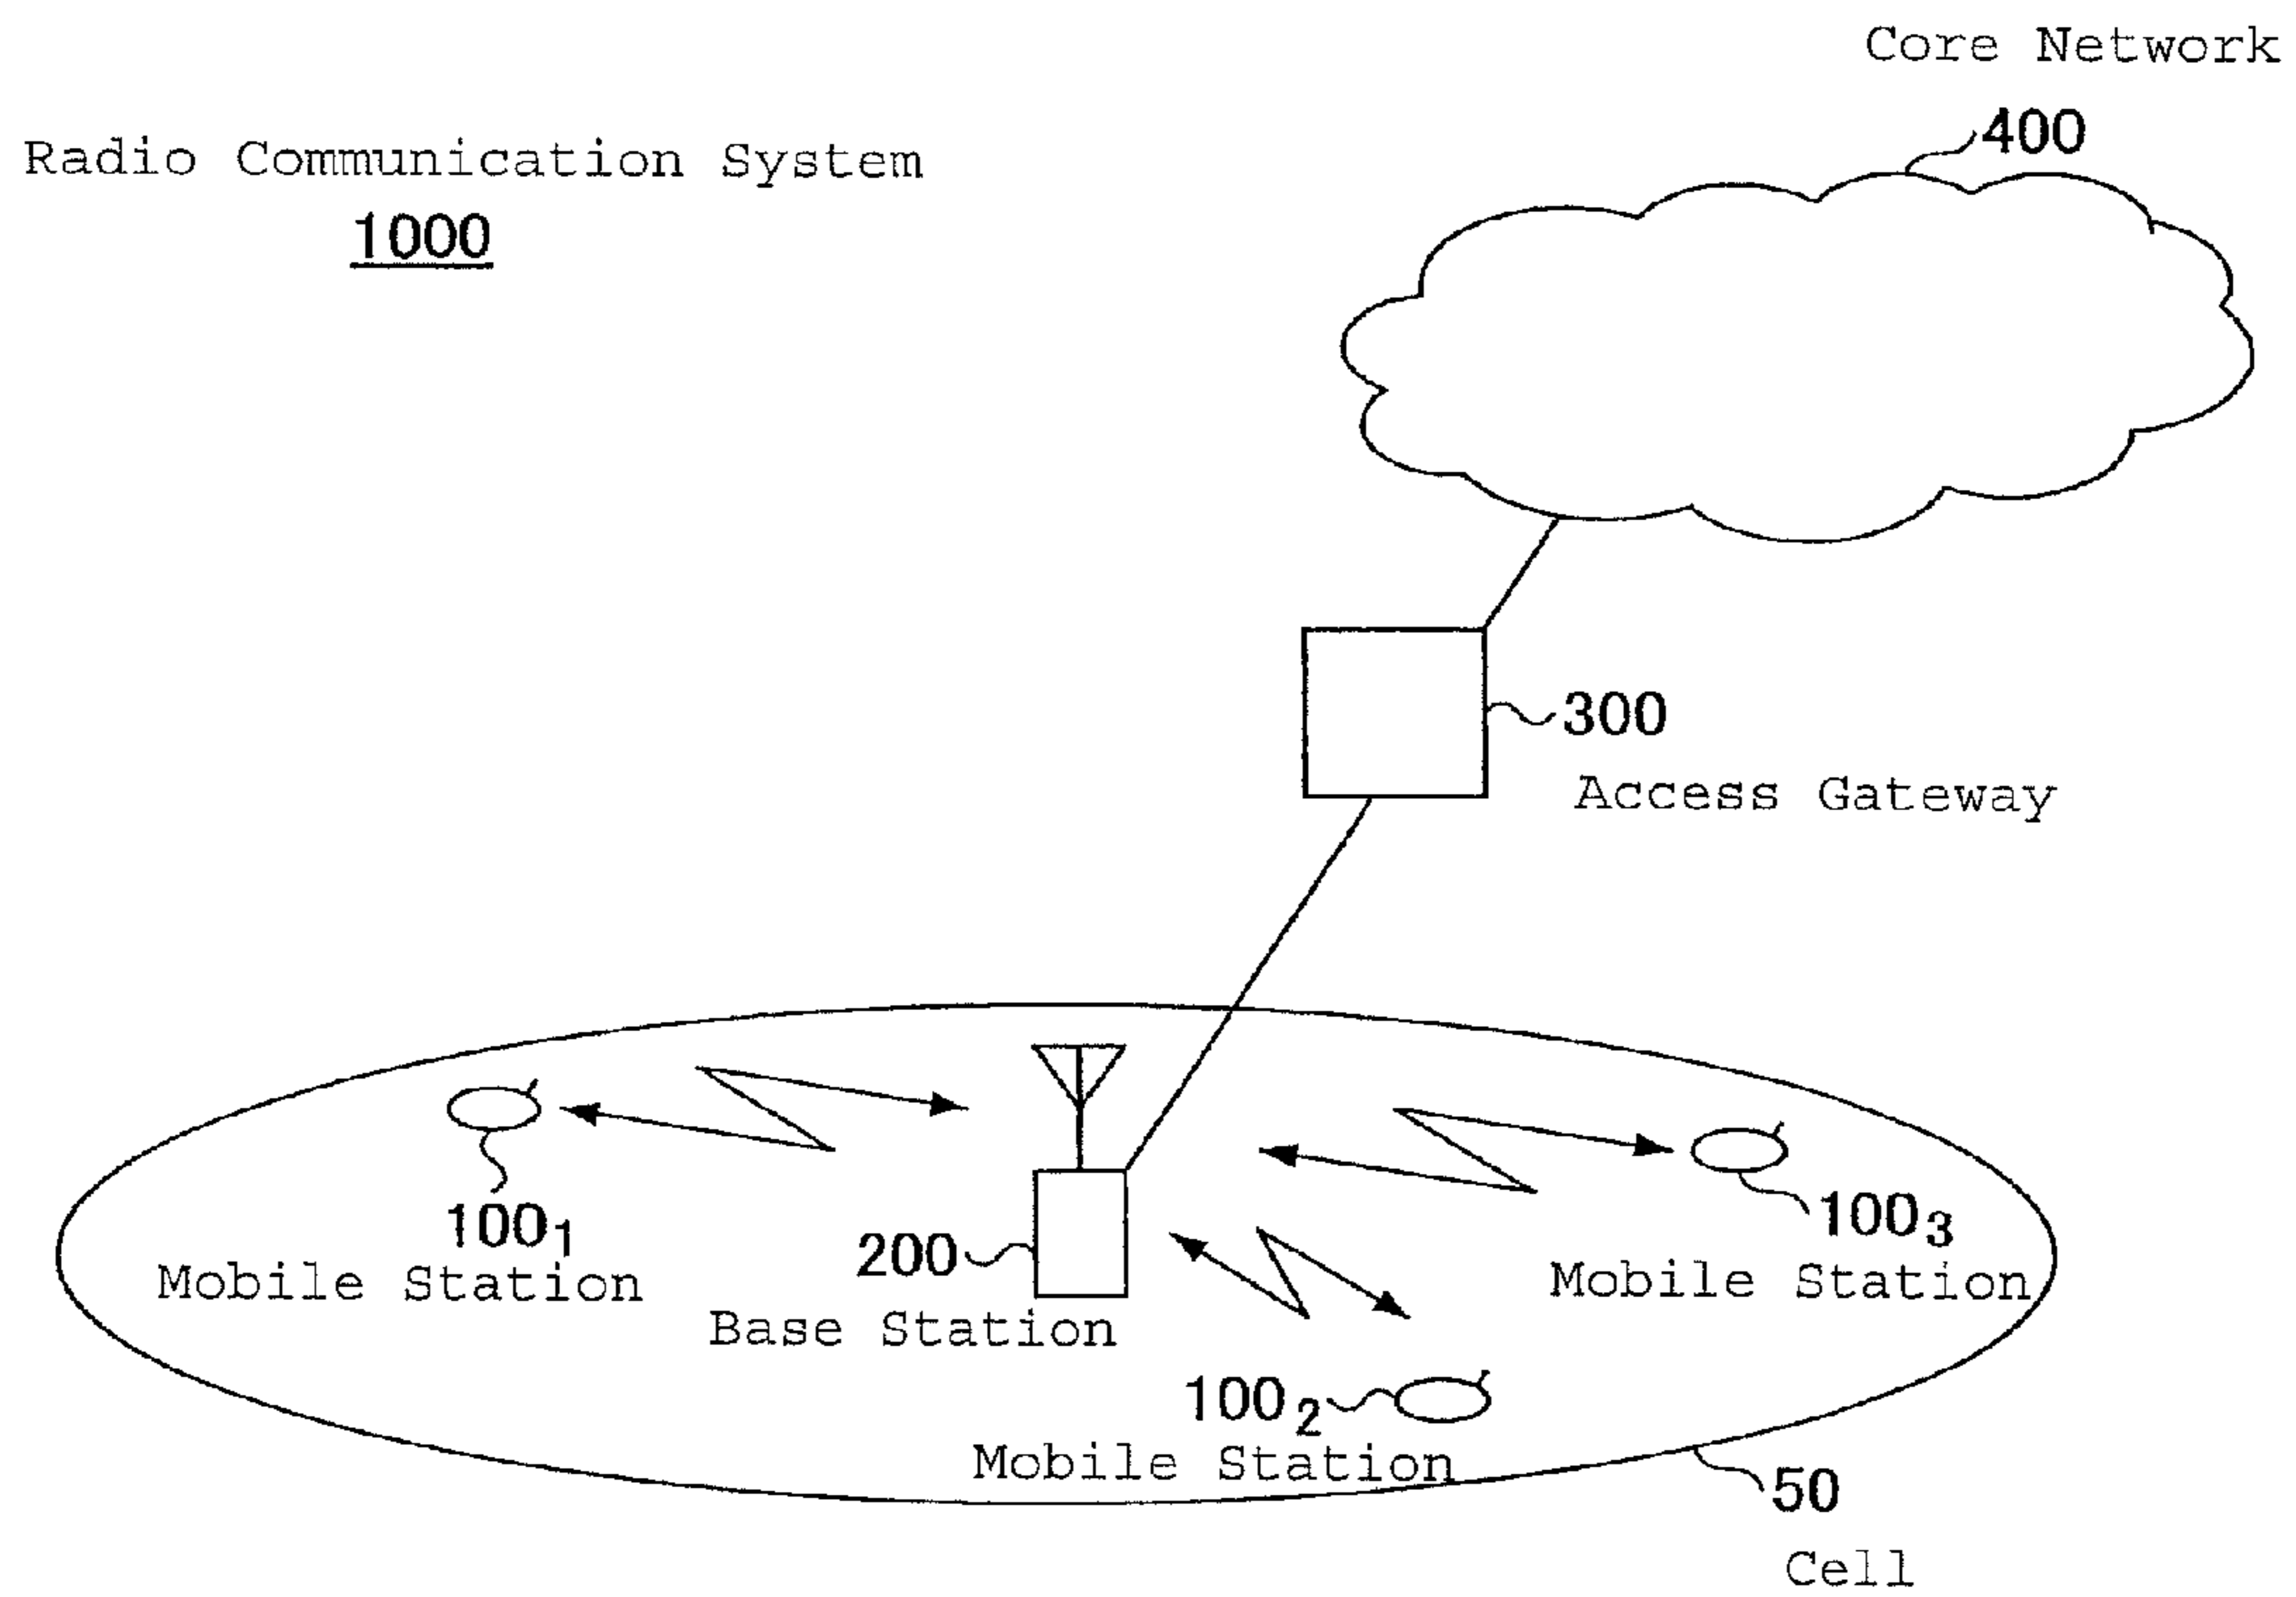 Core Network
400
Radio Communication System
1000
300
Access Gateway
100₁
Mobile Station
200
Base Station
100₃
Mobile Station
100₂
Mobile Station
50
Cell